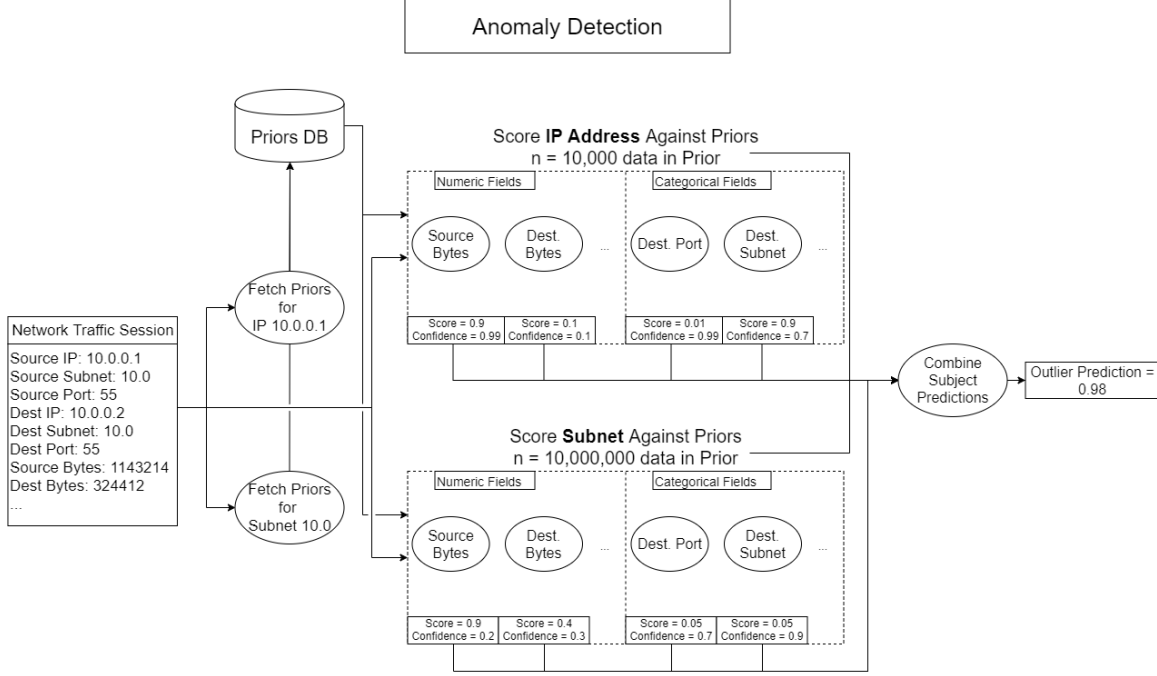 Anomaly Detection
Priors DB
Fetch Priors
for
IP 10.0.0.1
Fetch Priors
for
Subnet 10.0
Network Traffic Session
Source IP: 10.0.0.1
Source Subnet: 10.0
Source Port: 55
Dest IP: 10.0.0.2
Dest Subnet: 10.0
Dest Port: 55
Source Bytes: 1143214
Dest Bytes: 324412
...
Score IP Address Against Priors
n = 10,000 data in Prior
Numeric Fields
Categorical Fields
Source
Bytes
Dest.
Bytes
...
Dest. Port
Dest.
Subnet
...
Score = 0.9
Confidence = 0.99
Score = 0.1
Confidence = 0.1
Score = 0.01
Confidence = 0.99
Score = 0.9
Confidence = 0.7
Score Subnet Against Priors
n = 10,000,000 data in Prior
Numeric Fields
Categorical Fields
Source
Bytes
Dest.
Bytes
...
Dest. Port
Dest.
Subnet
...
Score = 0.9
Confidence = 0.2
Score = 0.4
Confidence = 0.3
Score = 0.05
Confidence = 0.7
Score = 0.05
Confidence = 0.9
Combine
Subject
Predictions
Outlier Prediction =
0.98